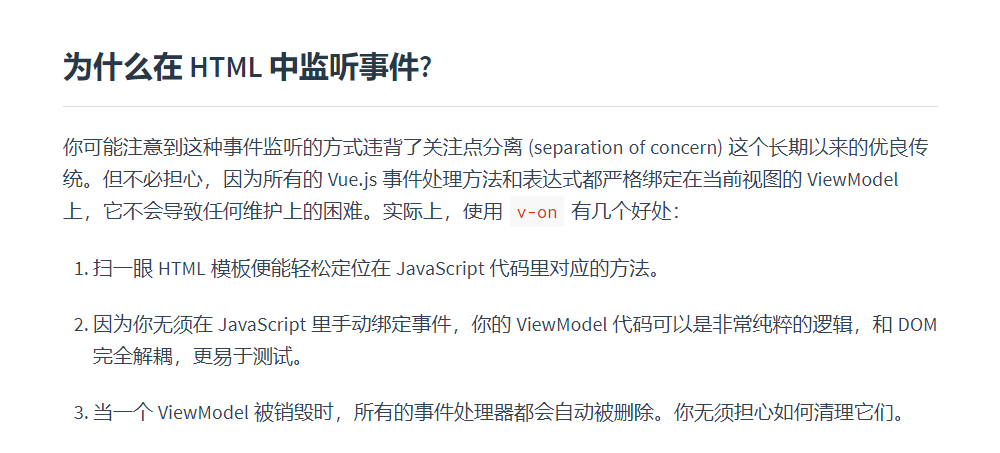 为什么在 HTML 中监听事件?
你可能注意到这种事件监听的方式违背了关注点分离 (separation of concern) 这个长期以来的优良传
统。但不必担心，因为所有的 Vue.js 事件处理方法和表达式都严格绑定在当前视图的 ViewModel
上，它不会导致任何维护上的困难。实际上，使用 v-on 有几个好处：
1. 扫一眼 HTML 模板便能轻松定位在 JavaScript 代码里对应的方法。
2. 因为你无须在 JavaScript 里手动绑定事件，你的 ViewModel 代码可以是非常纯粹的逻辑，和 DOM
完全解耦，更易于测试。
3. 当一个 ViewModel 被销毁时，所有的事件处理器都会自动被删除。你无须担心如何清理它们。